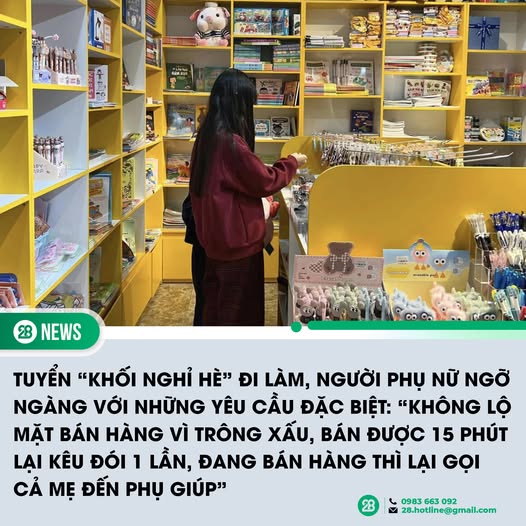 28 NEWS
TUYỂN “KHỐI NGHỈ HÈ” ĐI LÀM, NGƯỜI PHỤ NỮ NGỠ
NGÀNG VỚI NHỮNG YÊU CẦU ĐẶC BIỆT: “KHÔNG LỘ
MẶT BÁN HÀNG VÌ TRÔNG XẤU, BÁN ĐƯỢC 15 PHÚT
LẠI KÊU ĐÓI 1 LẦN, ĐANG BÁN HÀNG THÌ LẠI GỌI
CẢ MẸ ĐẾN PHỤ GIÚP”
28
0983 663 092
28.hotline@gmail.com